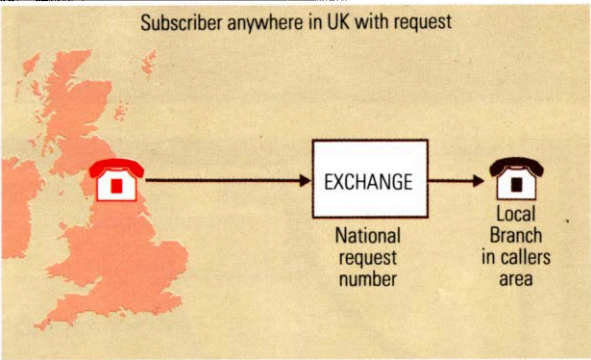 Subscriber anywhere in UK with request
EXCHANGE
National
request
number
Local
Branch
in callers
area